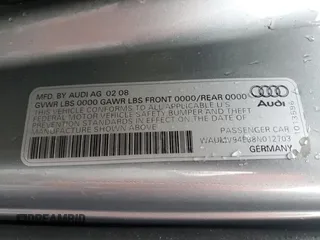 MFD. BY AUDI AG 02 08
GVWR LBS 0000 GAWR LBS FRONT 0000/REAR 0000
THIS VEHICLE CONFORMS TO ALL APPLICABLE U.S.
FEDERAL MOTOR VEHICLE SAFETY BUMPER AND THEFT
PREVENTION STANDARDS IN EFFECT ON THE DATE OF
MANUFACTURE SHOWN ABOVE.
Audi
PASSENGER CAR
GERMANY
DREAMBID